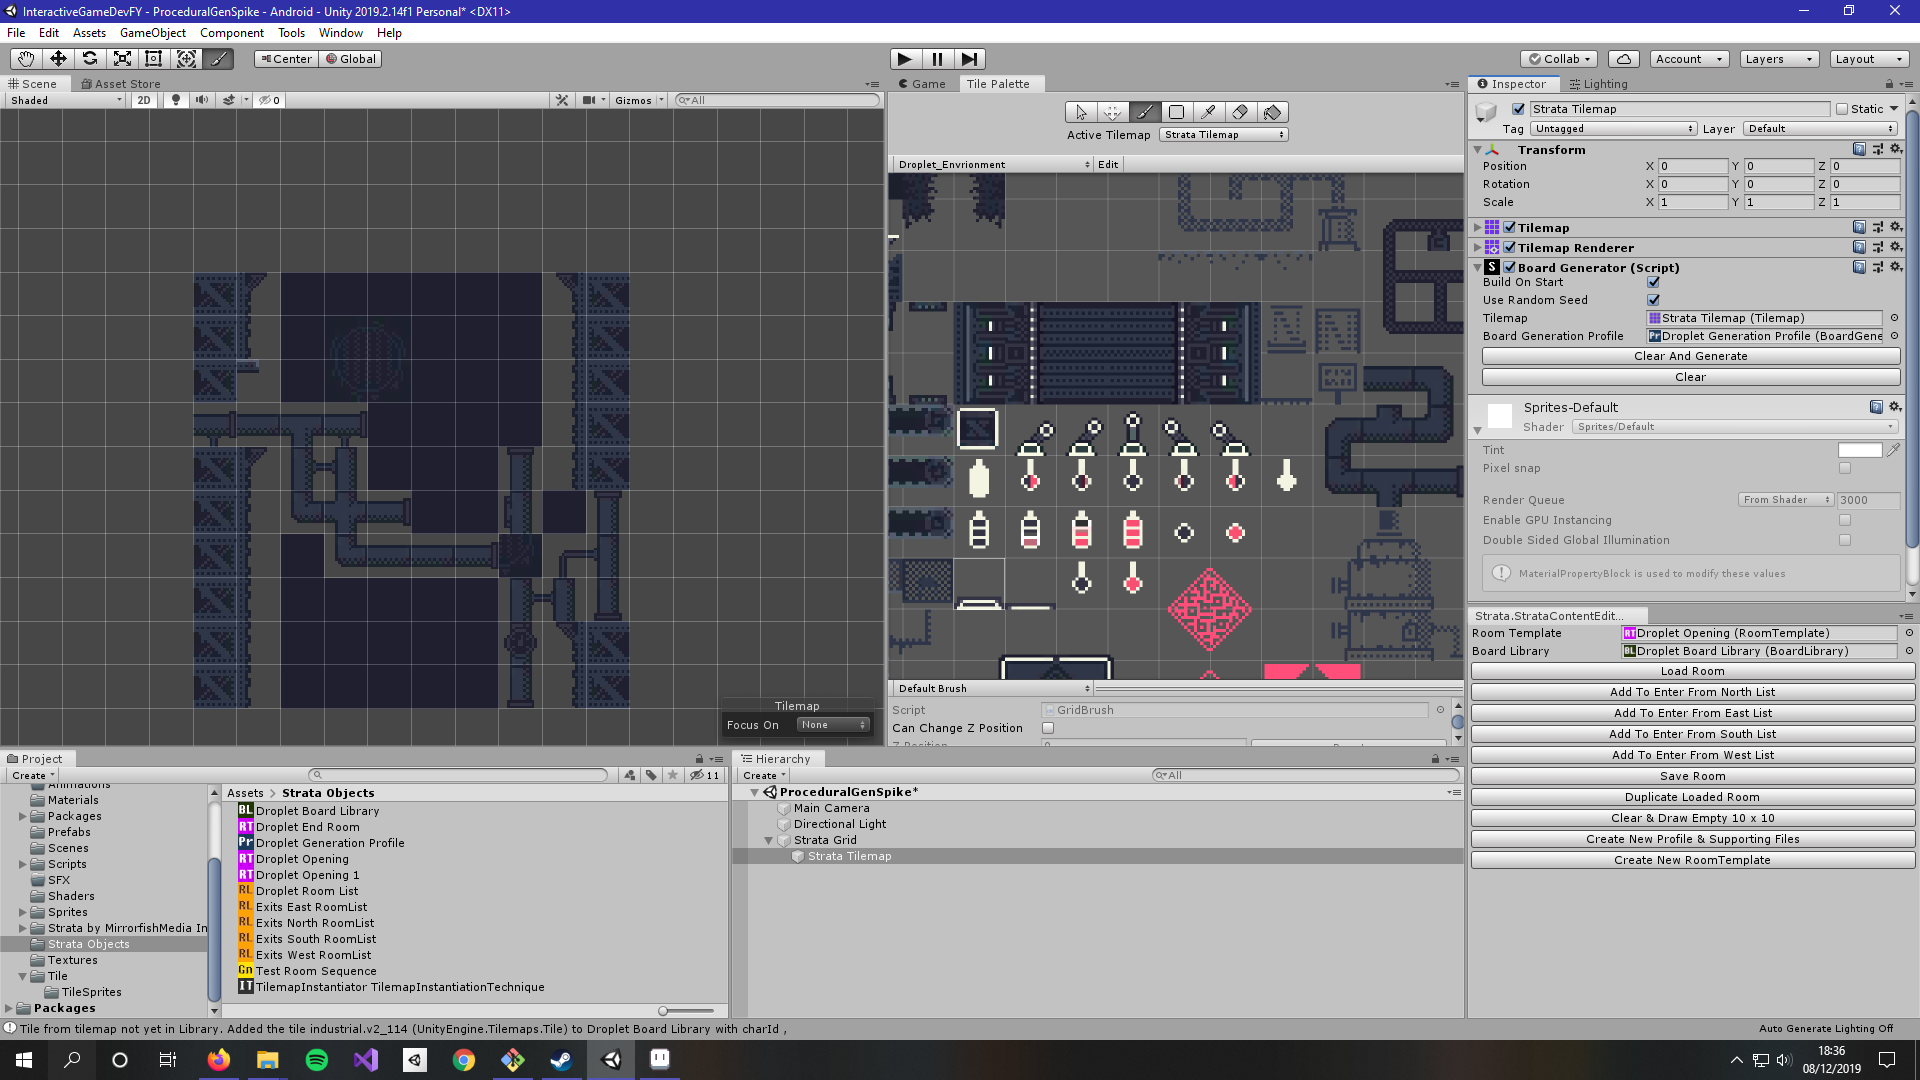 InteractiveGameDevFY - ProceduralGenSpike - Android - Unity 2019.2.14f1 Personal* <DX11>
File Edit Assets GameObject Component Tools Window Help
Center Global
Collab Account Layers Layout
Scene Asset Store
Shaded 2D 0 Gizmos All
Tilemap
Focus On None
Game Tile Palette
Active Tilemap Strata Tilemap
Droplet_Envrionment Edit
Default Brush
Script GridBrush
Can Change Z Position
Z Position
Inspector Lighting
Strata Tilemap Static
Tag Untagged Layer Default
Transform
Position X 0 Y 0 Z 0
Rotation X 0 Y 0 Z 0
Scale X 1 Y 1 Z 1
Tilemap
Tilemap Renderer
Board Generator (Script)
Build On Start
Use Random Seed
Tilemap Strata Tilemap (Tilemap)
Board Generation Profile Droplet Generation Profile (BoardGene
Clear And Generate
Clear
Sprites-Default
Shader Sprites/Default
Tint
Pixel snap
Render Queue From Shader 3000
Enable GPU Instancing
Double Sided Global Illumination
MaterialPropertyBlock is used to modify these values
Strata.StrataContentEdit...
Room Template RT Droplet Opening (RoomTemplate)
Board Library BL Droplet Board Library (BoardLibrary)
Load Room
Add To Enter From North List
Add To Enter From East List
Add To Enter From South List
Add To Enter From West List
Save Room
Duplicate Loaded Room
Clear & Draw Empty 10 x 10
Create New Profile & Supporting Files
Create New RoomTemplate
Project
Create 11
Animations
Materials
Packages
Prefabs
Scenes
Scripts
SFX
Shaders
Sprites
Strata by MirrorfishMedia In
Strata Objects
Textures
Tile
TileSprites
Packages
Assets > Strata Objects
BL Droplet Board Library
RT Droplet End Room
Pr Droplet Generation Profile
RT Droplet Opening
RT Droplet Opening 1
RL Droplet Room List
RL Exits East RoomList
RL Exits North RoomList
RL Exits South RoomList
RL Exits West RoomList
Gn Test Room Sequence
IT TilemapInstantiator TilemapInstantiationTechnique
Hierarchy
Create All
ProceduralGenSpike*
Main Camera
Directional Light
Strata Grid
Strata Tilemap
Tile from tilemap not yet in Library. Added the tile industrial.v2_114 (UnityEngine.Tilemaps.Tile) to Droplet Board Library with charId ,
Auto Generate Lighting Off
18:36
08/12/2019